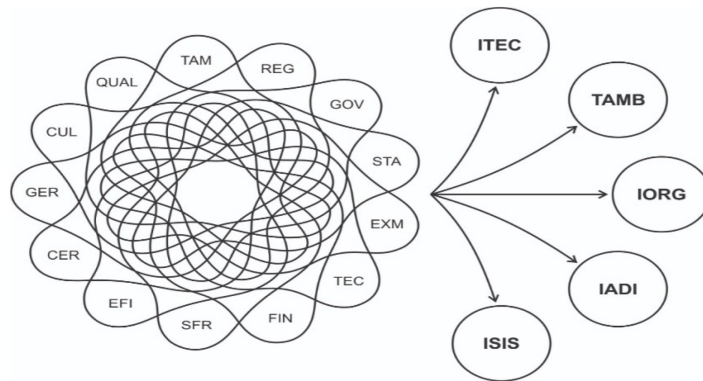 TAM
REG
GOV
STA
EXM
TEC
FIN
SFR
EFI
CER
GER
CUL
QUAL
ITEC
TAMB
IORG
IADI
ISIS